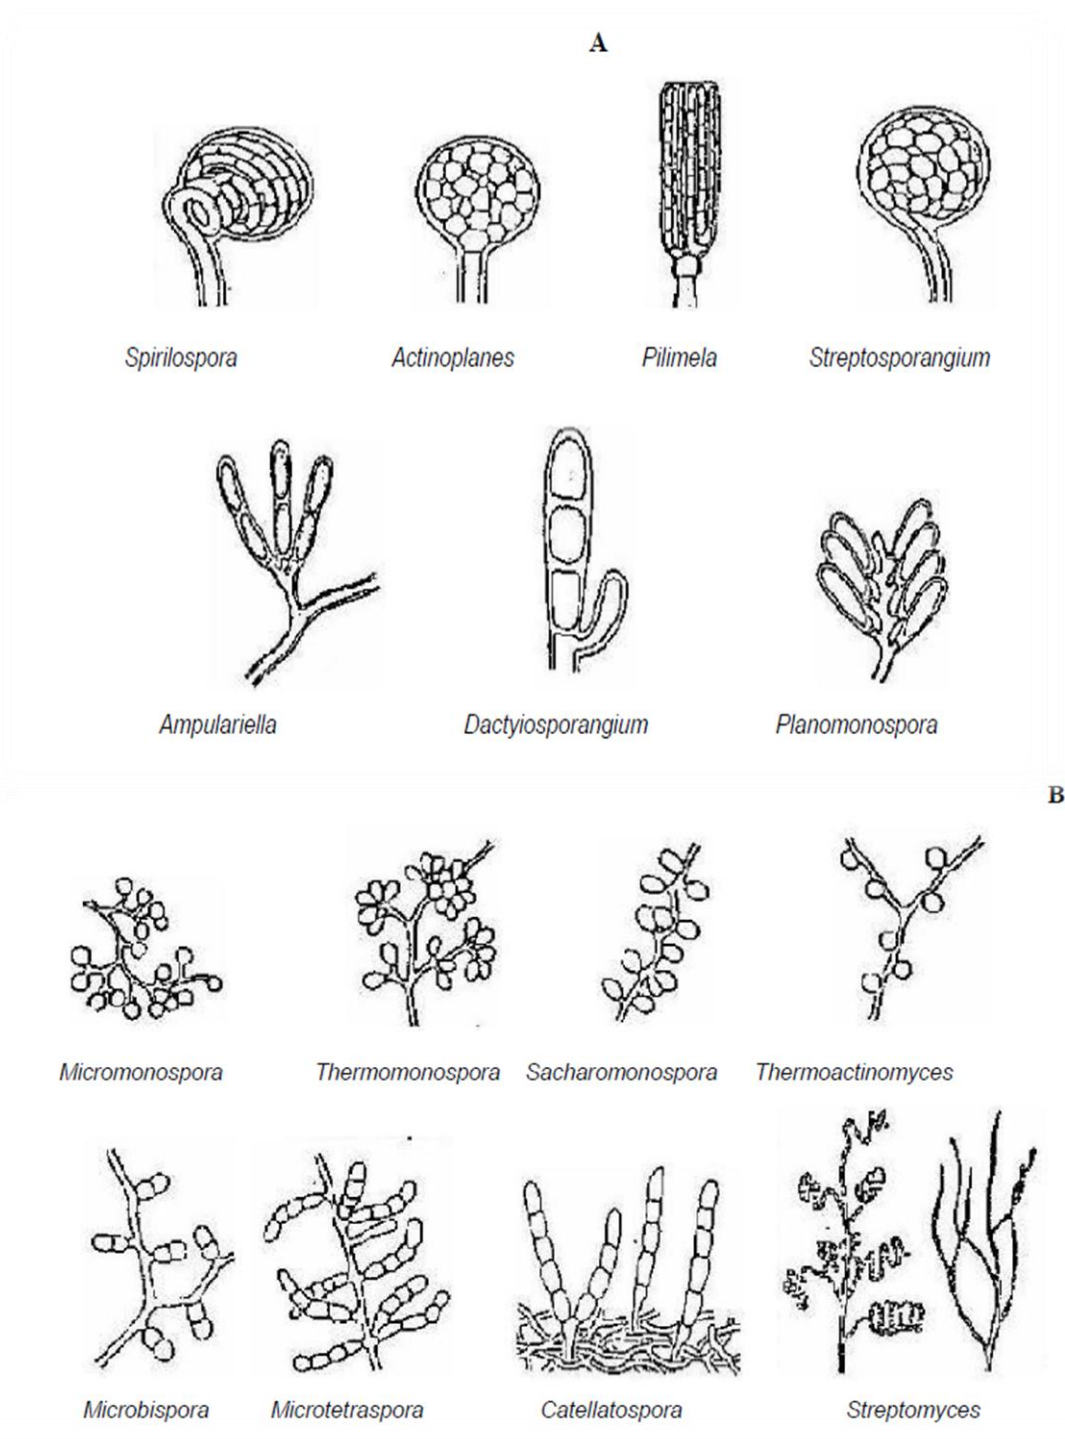 A
Spirilospora Actinoplanes Pilimela Streptosporangium
Ampulariella Dactyiosporangium Planomonospora
B
Micromonospora Thermomonospora Sacharomonospora Thermoactinomyces
Microbispora Microtetraspora Catellatospora Streptomyces